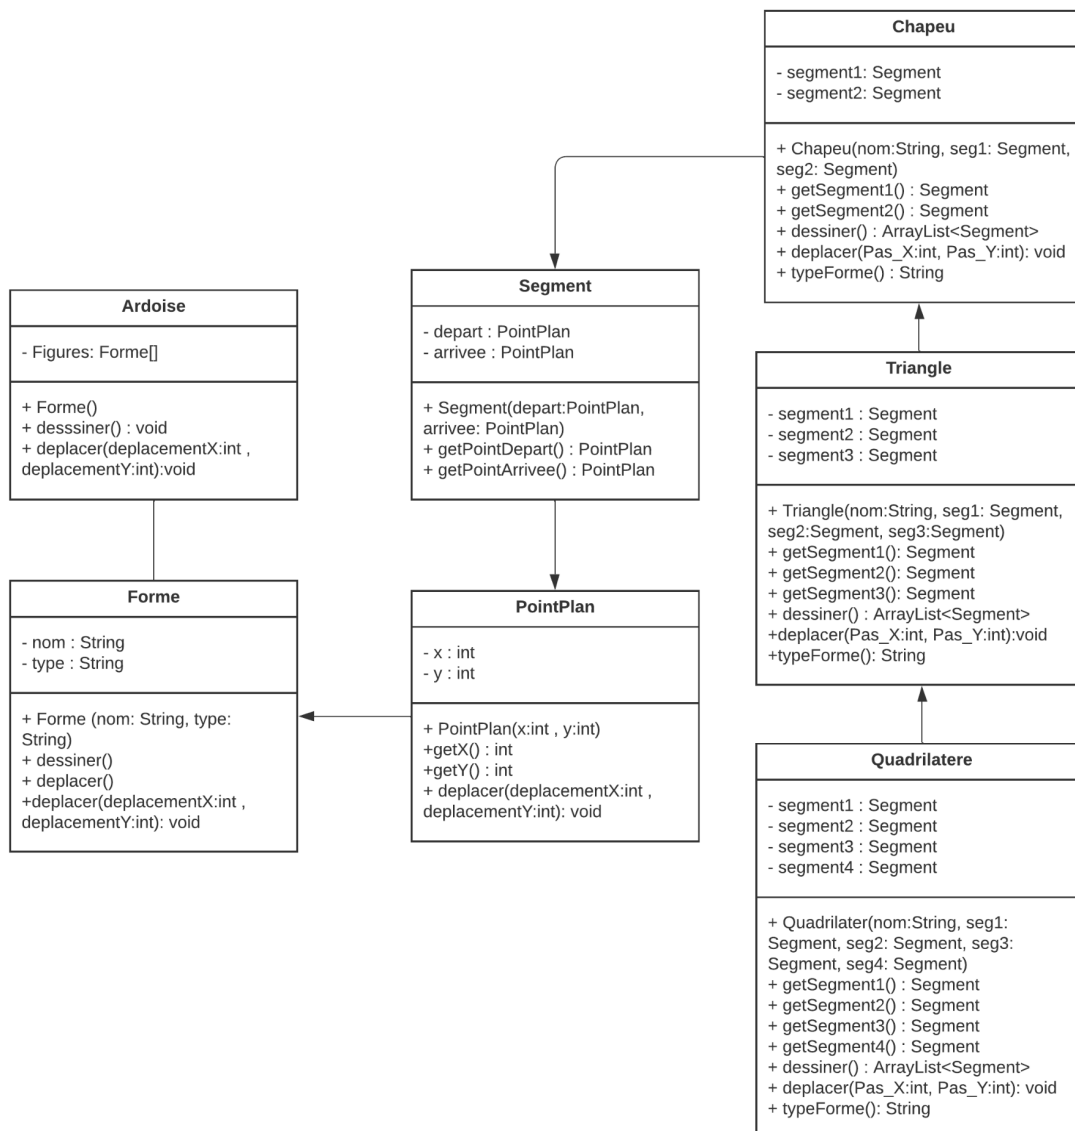 Chapeu
- segment1: Segment
- segment2: Segment
+ Chapeu(nom:String, seg1: Segment,
seg2: Segment)
+ getSegment1() : Segment
+ getSegment2() : Segment
+ dessiner() : ArrayList<Segment>
+ deplacer(Pas_X:int, Pas_Y:int): void
+ typeForme() : String
Segment
- depart : PointPlan
- arrivee : PointPlan
+ Segment(depart:PointPlan,
arrivee: PointPlan)
+ getPointDepart() : PointPlan
+ getPointArrivee() : PointPlan
Ardoise
- Figures: Forme[]
+ Forme()
+ desssiner() : void
+ deplacer(deplacementX:int ,
deplacementY:int):void
Triangle
- segment1 : Segment
- segment2 : Segment
- segment3 : Segment
+ Triangle(nom:String, seg1: Segment,
seg2:Segment, seg3:Segment)
+ getSegment1(): Segment
+ getSegment2(): Segment
+ getSegment3(): Segment
+ dessiner() : ArrayList<Segment>
+deplacer(Pas_X:int, Pas_Y:int):void
+typeForme(): String
Forme
- nom : String
- type : String
+ Forme (nom: String, type:
String)
+ dessiner()
+ deplacer()
+deplacer(deplacementX:int ,
deplacementY:int): void
PointPlan
- x : int
- y : int
+ PointPlan(x:int , y:int)
+getX() : int
+getY() : int
+ deplacer(deplacementX:int ,
deplacementY:int): void
Quadrilatere
- segment1 : Segment
- segment2 : Segment
- segment3 : Segment
- segment4 : Segment
+ Quadrilater(nom:String, seg1:
Segment, seg2: Segment, seg3:
Segment, seg4: Segment)
+ getSegment1() : Segment
+ getSegment2() : Segment
+ getSegment3() : Segment
+ getSegment4() : Segment
+ dessiner() : ArrayList<Segment>
+ deplacer(Pas_X:int, Pas_Y:int): void
+ typeForme(): String